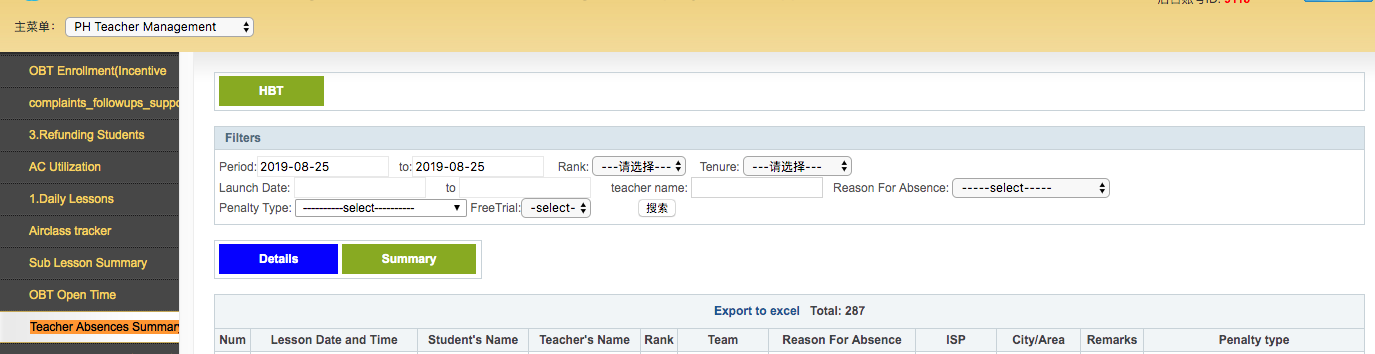 主菜单： PH Teacher Management
OBT Enrollment(Incentive
complaints_followups_suppo
3.Refunding Students
AC Utilization
1.Daily Lessons
Airclass tracker
Sub Lesson Summary
OBT Open Time
Teacher Absences Summary
HBT
Filters
Period: 2019-08-25 to: 2019-08-25 Rank: ---请选择--- Tenure: ---请选择---
Launch Date: to teacher name: Reason For Absence: -----select-----
Penalty Type: ----------select---------- FreeTrial: -select- 搜索
Details Summary
Export to excel Total: 287
Num Lesson Date and Time Student's Name Teacher's Name Rank Team Reason For Absence ISP City/Area Remarks Penalty type